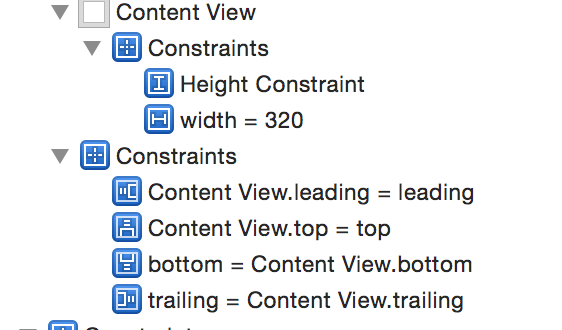 Content View
Constraints
Height Constraint
width = 320
Constraints
Content View.leading = leading
Content View.top = top
bottom = Content View.bottom
trailing = Content View.trailing